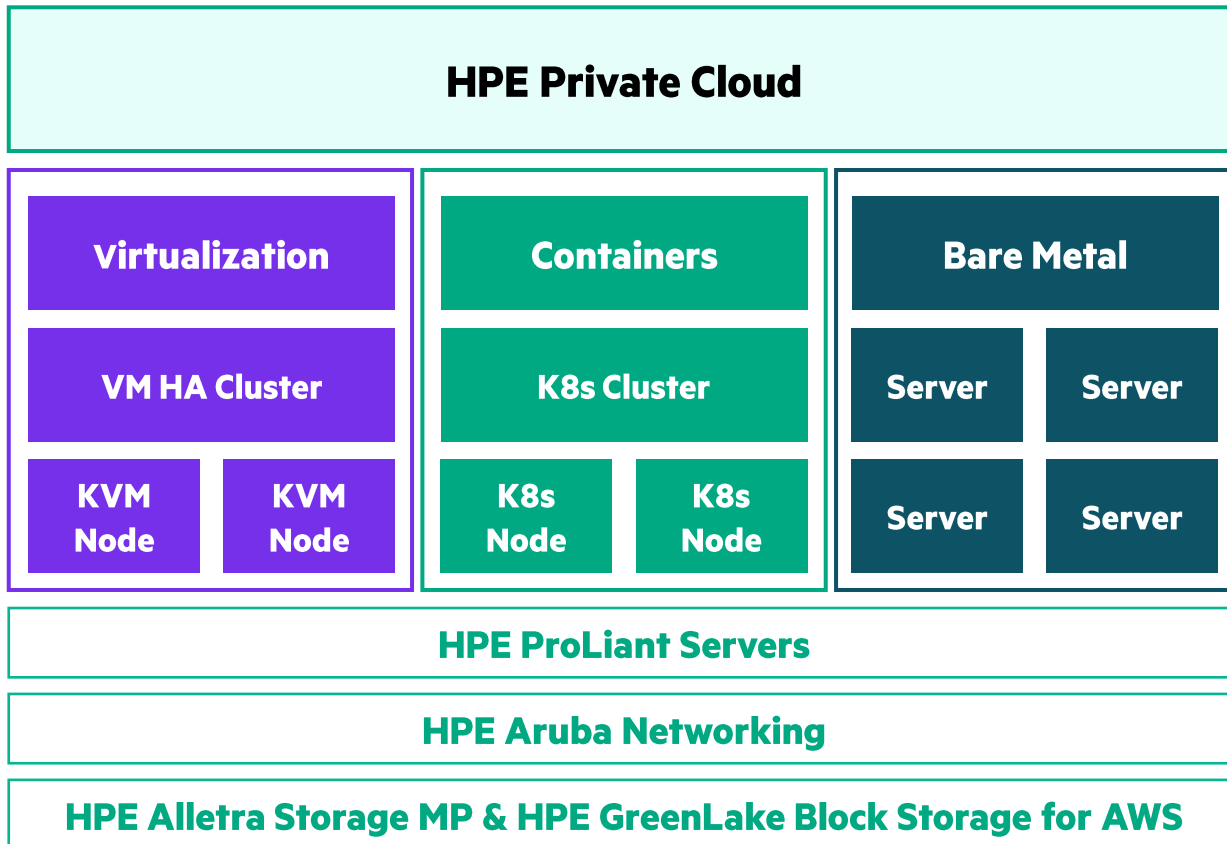 HPE Private Cloud
Virtualization
Containers
Bare Metal
VM HA Cluster
K8s Cluster
Server
Server
KVM
Node
KVM
Node
K8s
Node
K8s
Node
Server
Server
HPE ProLiant Servers
HPE Aruba Networking
HPE Alletra Storage MP & HPE GreenLake Block Storage for AWS